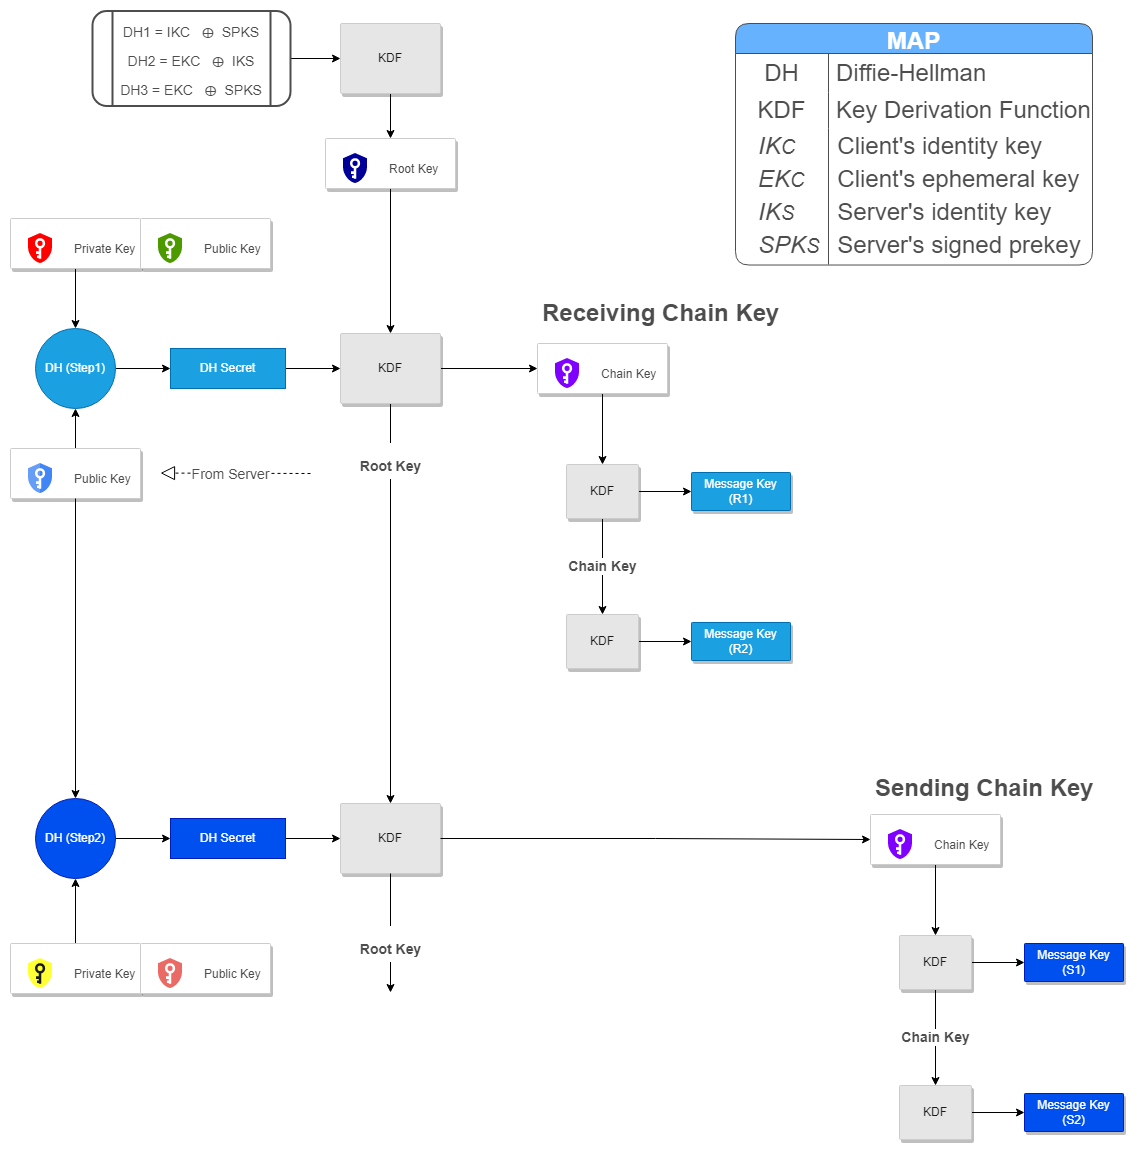 DH1 = IKC ⊕ SPKS
DH2 = EKC ⊕ IKS
DH3 = EKC ⊕ SPKS
KDF
Root Key
MAP
DH Diffie-Hellman
KDF Key Derivation Function
IKC Client's identity key
EKC Client's ephemeral key
IKS Server's identity key
SPKS Server's signed prekey
Private Key
Public Key
Receiving Chain Key
DH (Step1)
DH Secret
KDF
Chain Key
Public Key
From Server
Root Key
KDF
Message Key
(R1)
Chain Key
KDF
Message Key
(R2)
Sending Chain Key
DH (Step2)
DH Secret
KDF
Chain Key
Private Key
Public Key
Root Key
KDF
Message Key
(S1)
Chain Key
KDF
Message Key
(S2)